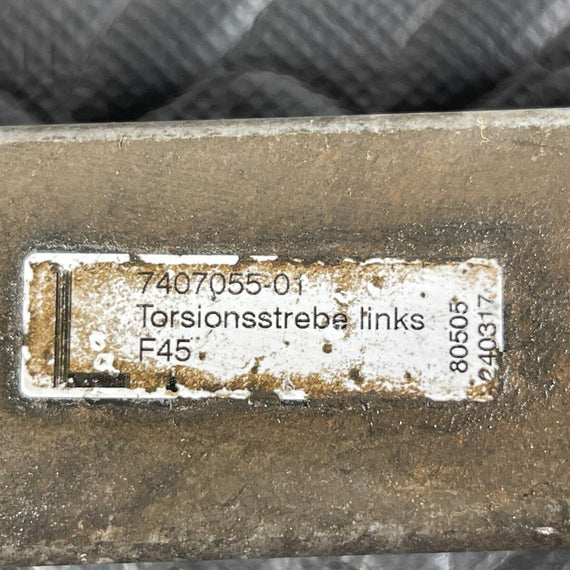 L
7407055-01
Torsionsstrebe links
F45
80505
240317